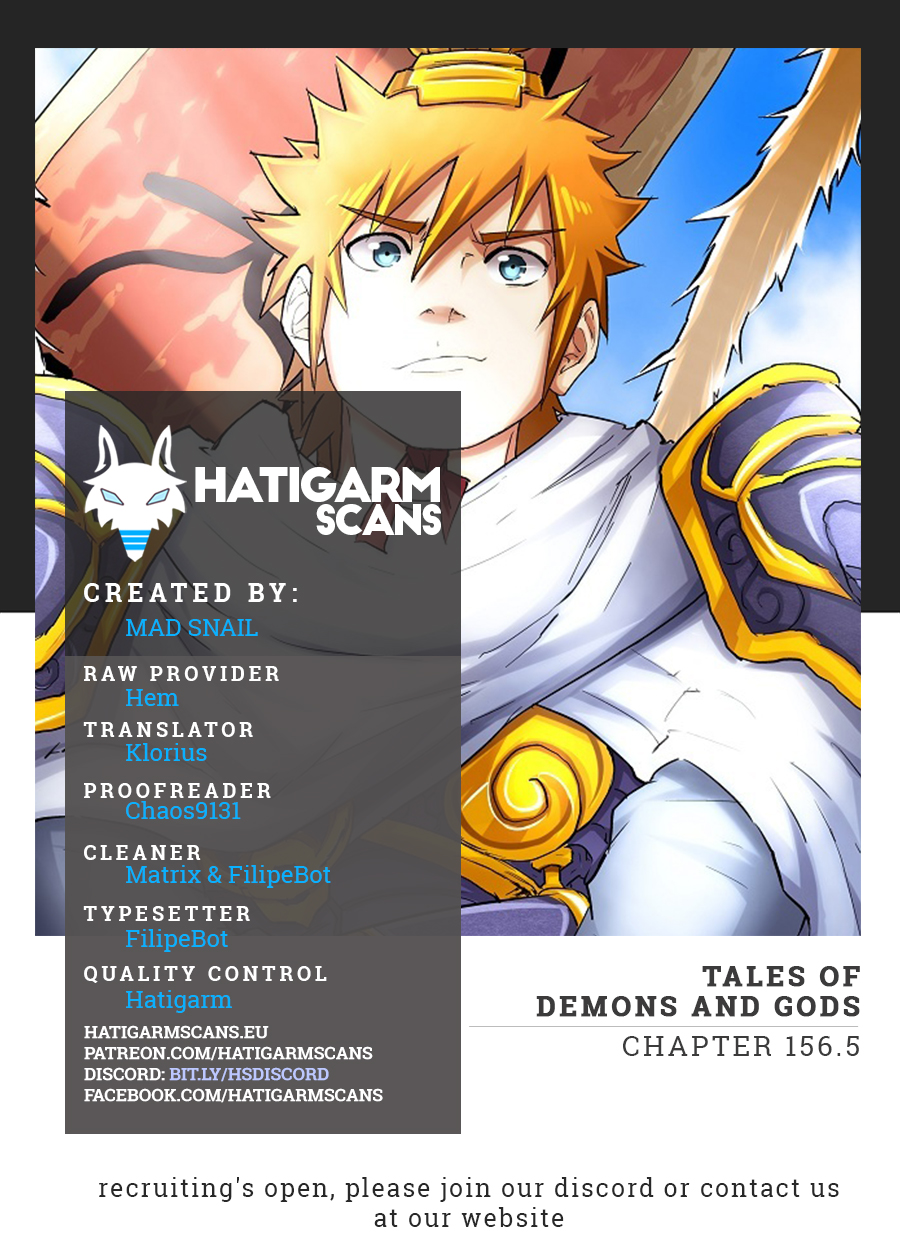 HATIGARM
SCANS
CREATED BY:
MAD SNAIL
RAW PROVIDER
Hem
TRANSLATOR
Klorius
PROOFREADER
Chaos9131
CLEANER
Matrix & FilipeBot
TYPESETTER
FilipeBot
QUALITY CONTROL
Hatigarm
HATIGARMSCANS.EU
PATREON.COM/HATIGARMSCANS
DISCORD: BIT.LY/HSDISCORD
FACEBOOK.COM/HATIGARMSCANS
TALES OF
DEMONS AND GODS
CHAPTER 156.5
recruiting's open, please join our discord or contact us
at our website